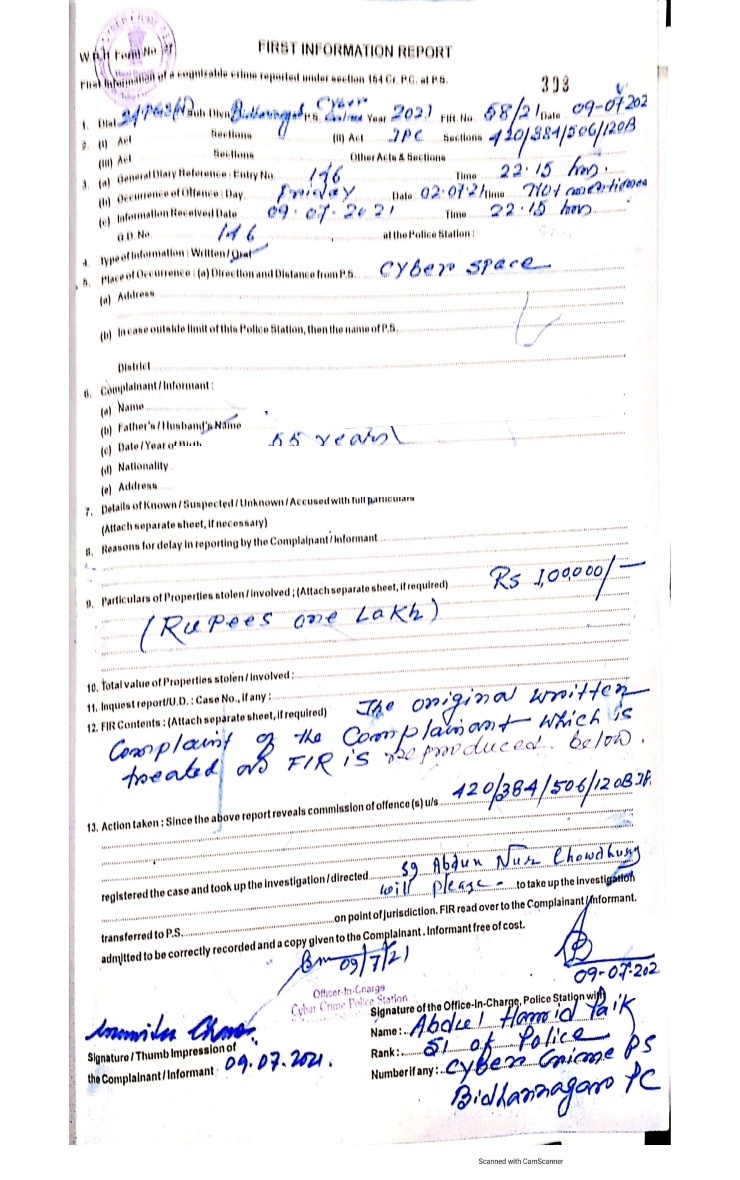 W.P.B. Form No. 27
FIRST INFORMATION REPORT
First Information of a cognizable crime reported under section 154 Cr. P.C. at P.S.
393
1. Dist 24 PGS(N) Sub-Divn Bidhannagar P.S. Cyber Crime Year 2021 FIR. No. 68/21 Date 09-07-202
2. (i) Act Sections (ii) Act IPC Sections 420/384/506/120B
(iii) Act Sections Other Acts & Sections
3. (a) General Diary Reference : Entry No. 146 Time 22.15 hrs.
(b) Occurrence of Offence : Day Friday Date 02.07.21 Time Not mentioned
(c) Information Received Date 09.07.2021 Time 22.15 hrs
G.D. No. 146 at the Police Station :
4. Type of Information : Written / Oral
5. Place of Occurrence : (a) Direction and Distance from P.S. Cyber space
(a) Address
(b) In case outside limit of this Police Station, then the name of P.S.
District
6. Complainant / Informant :
(a) Name
(b) Father's / Husband's Name
(c) Date / Year of Birth 55 years
(d) Nationality
(e) Address
7. Details of Known / Suspected / Unknown / Accused with full particulars
(Attach separate sheet, if necessary)
8. Reasons for delay in reporting by the Complainant / Informant
9. Particulars of Properties stolen / involved ; (Attach separate sheet, if required) Rs 1,00,000/-
(Rupees one Lakh)
10. Total value of Properties stolen / involved :
11. Inquest report / U.D. : Case No., if any :
12. FIR Contents : (Attach separate sheet, if required) The original written
Complaint of the Complainant which is
treated as FIR is reproduced below.
13. Action taken : Since the above report reveals commission of offence (s) u/s 420/384/506/120B IPC
registered the case and took up the investigation / directed SI Abdun Nur Chowdhury
will please - to take up the Investigation
transferred to P.S. on point of jurisdiction. FIR read over to the Complainant / Informant.
admitted to be correctly recorded and a copy given to the Complainant . Informant free of cost.
09/7/21
09-07-202
Officer-In-Charge
Cyber Crime Police Station
Signature of the Office-In-Charge, Police Station with
Name : Abdul Hamid Paik
Signature / Thumb Impression of
Rank : SI of Police
the Complainant / Informant 09.07.2021.
Number if any : Cyber Crime PS
Bidhannagar PC
Scanned with CamScanner